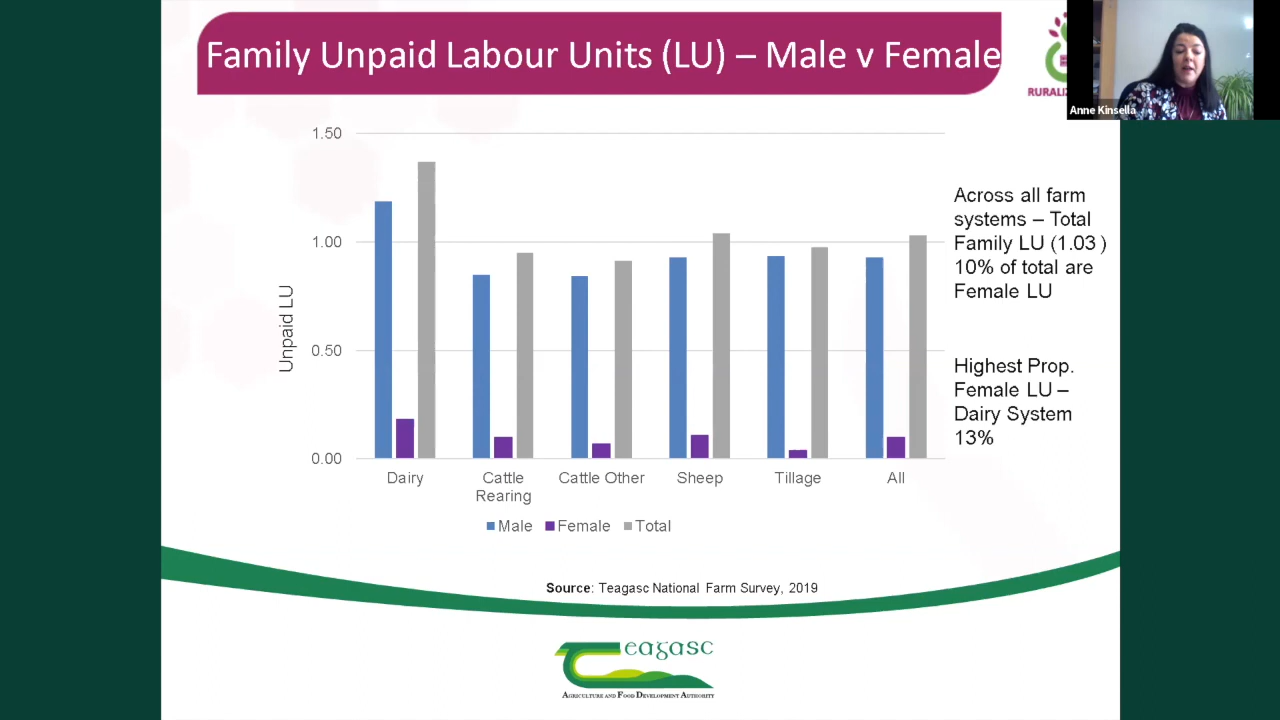 Family Unpaid Labour Units (LU) – Male v Female
RURALIZ
Anne Kinsella
1.50
1.00
0.50
0.00
Unpaid LU
Dairy
Cattle
Rearing
Cattle Other
Sheep
Tillage
All
Male
Female
Total
Across all farm
systems – Total
Family LU (1.03 )
10% of total are
Female LU
Highest Prop.
Female LU –
Dairy System
13%
Source: Teagasc National Farm Survey, 2019
eagasc
AGRICULTURE AND FOOD DEVELOPMENT AUTHORITY